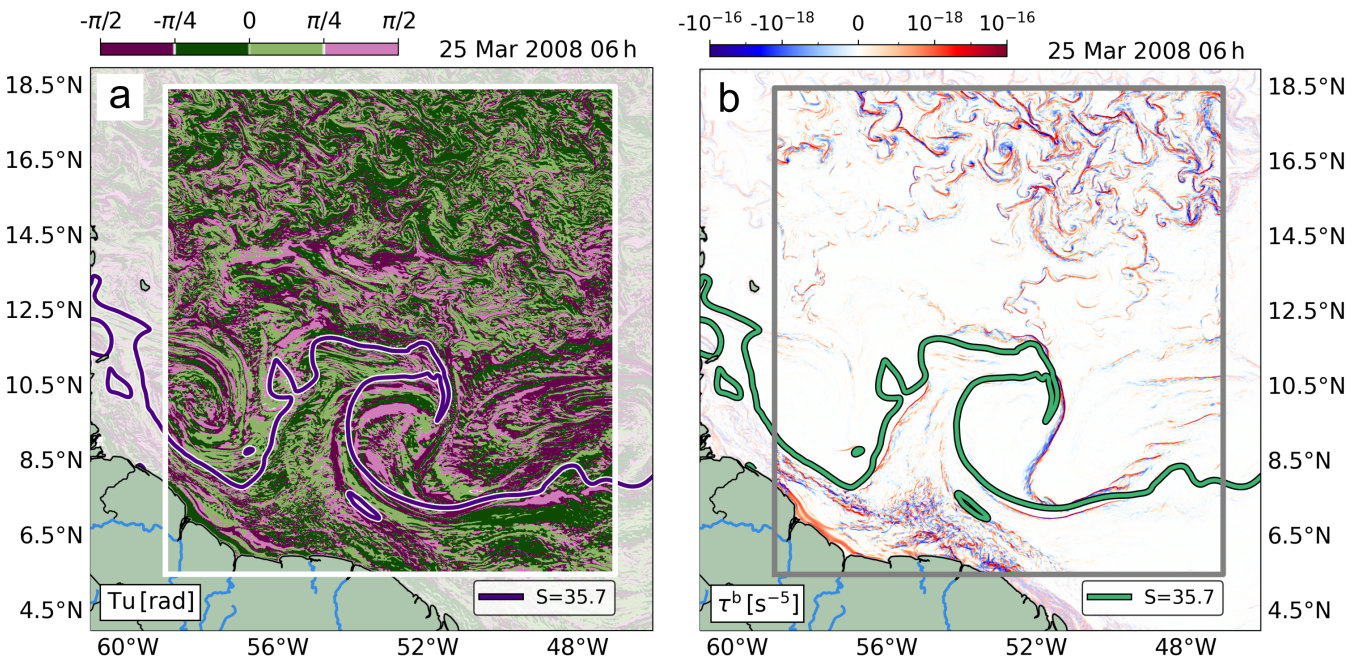 -π/2 -π/4 0 π/4 π/2
25 Mar 2008 06 h
a
18.5°N
16.5°N
14.5°N
12.5°N
10.5°N
8.5°N
6.5°N
4.5°N
Tu [rad]
S=35.7
60°W 56°W 52°W 48°W
-10⁻¹⁶ -10⁻¹⁸ 0 10⁻¹⁸ 10⁻¹⁶
25 Mar 2008 06 h
b
18.5°N
16.5°N
14.5°N
12.5°N
10.5°N
8.5°N
6.5°N
4.5°N
τᵇ [s⁻⁵]
S=35.7
60°W 56°W 52°W 48°W